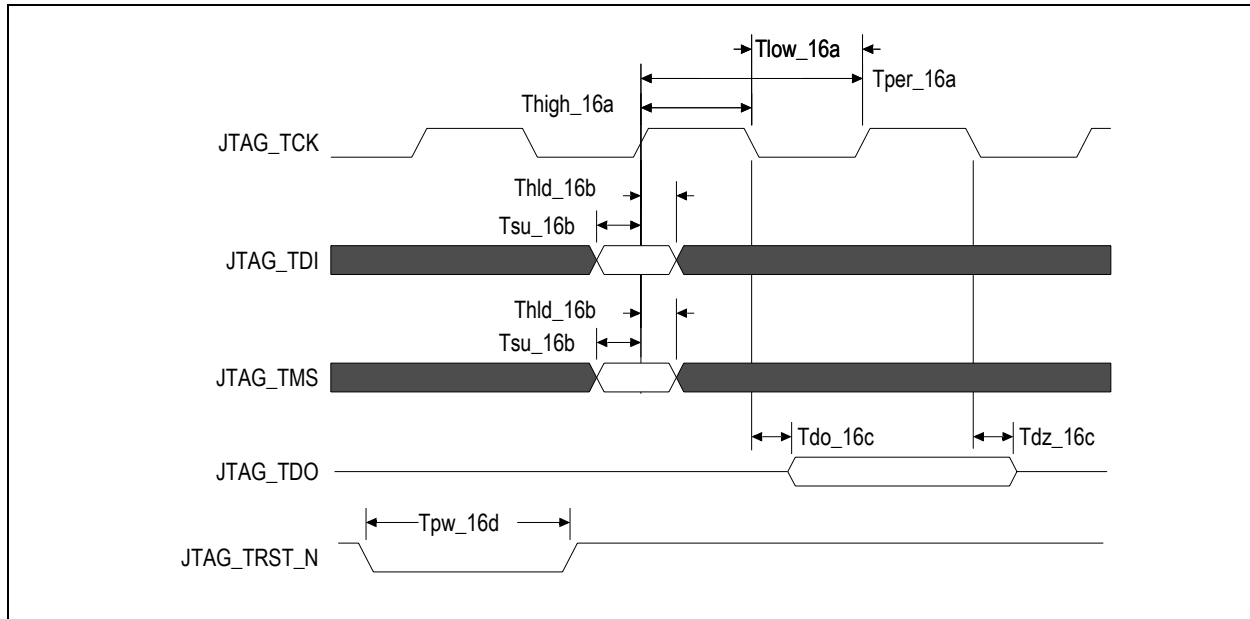 Tlow_16a
Tper_16a
Thigh_16a
JTAG_TCK
Thld_16b
Tsu_16b
JTAG_TDI
Thld_16b
Tsu_16b
JTAG_TMS
Tdo_16c
Tdz_16c
JTAG_TDO
Tpw_16d
JTAG_TRST_N